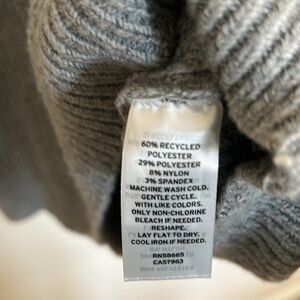 60% RECYCLED
POLYESTER
29% POLYESTER
8% NYLON
3% SPANDEX
MACHINE WASH COLD.
GENTLE CYCLE.
WITH LIKE COLORS.
ONLY NON-CHLORINE
BLEACH IF NEEDED.
RESHAPE.
LAY FLAT TO DRY.
COOL IRON IF NEEDED.
RN58665
CA57963